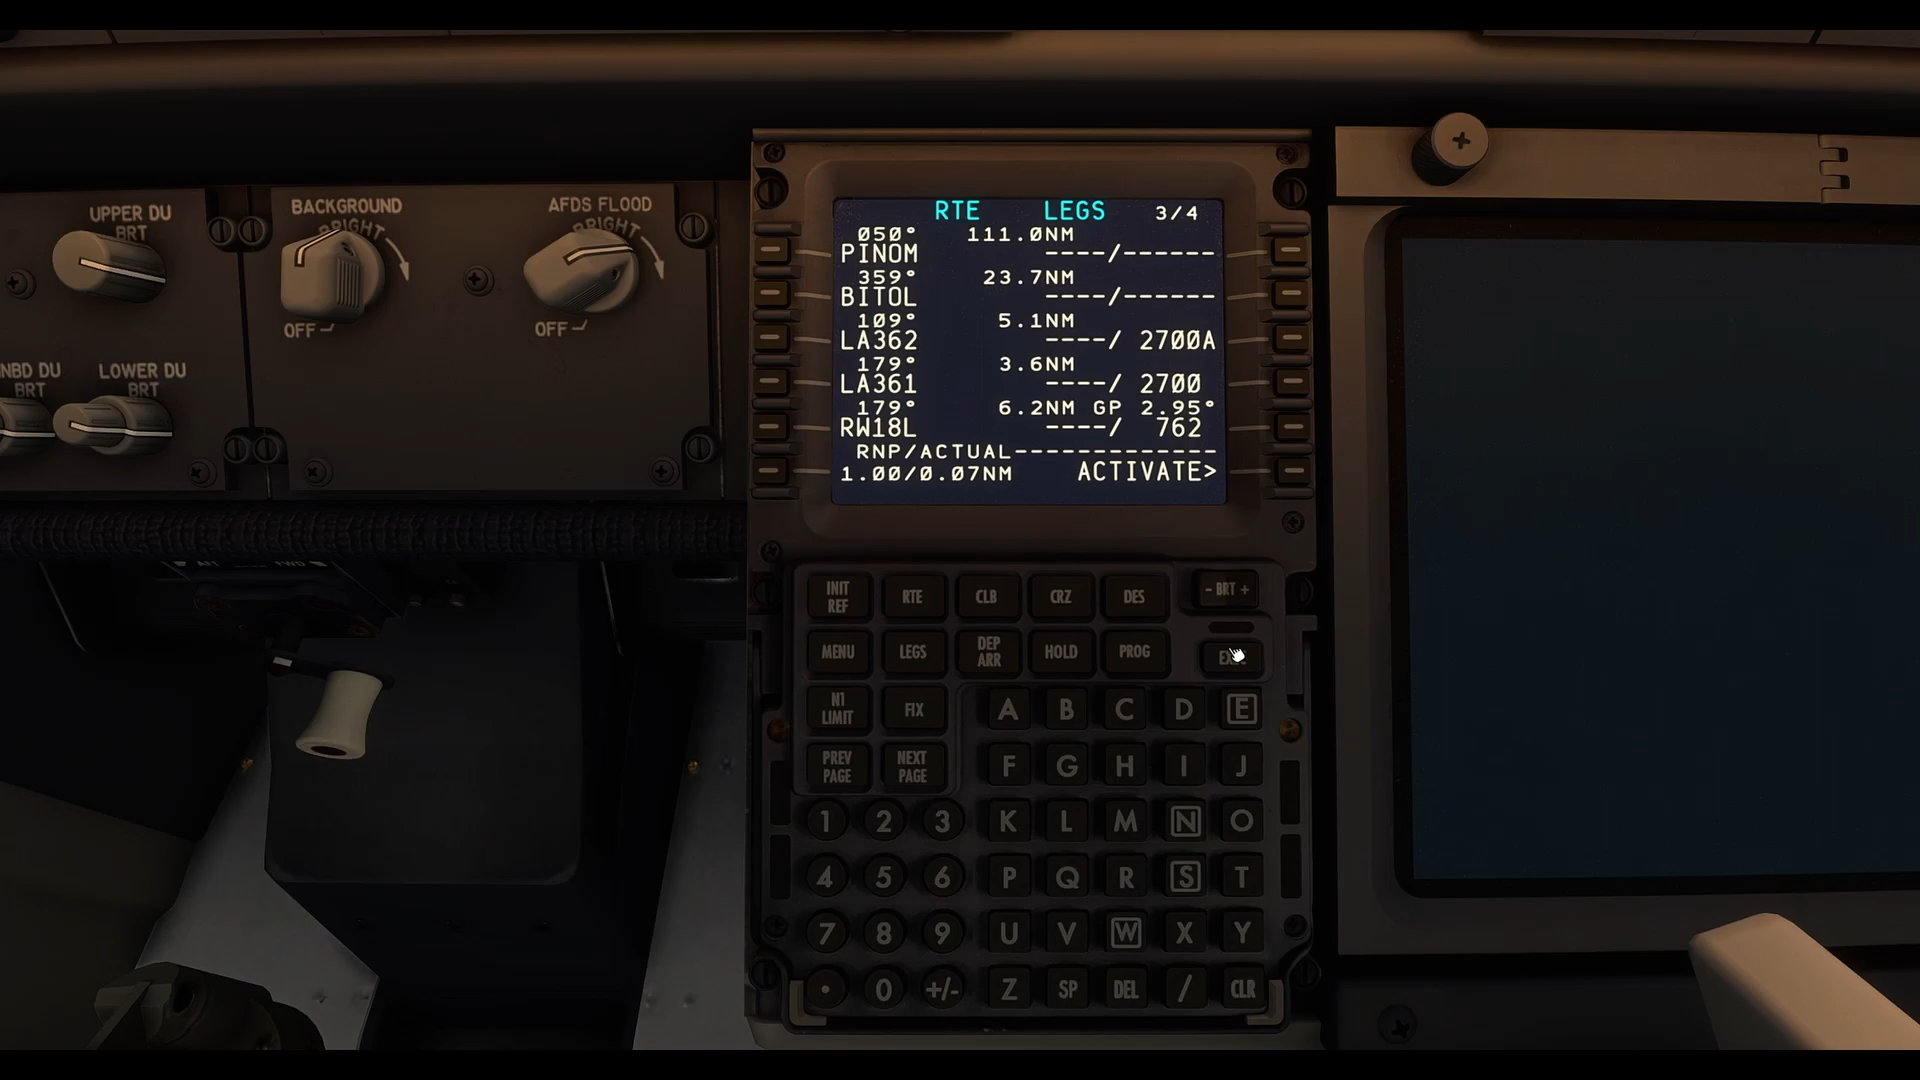 UPPER DU
BRT
BACKGROUND
BRIGHT
OFF
AFDS FLOOD
BRIGHT
OFF
NBD DU
BRT
LOWER DU
BRT
RTE LEGS 3/4
050° 111.0NM
PINOM ----/------
359° 23.7NM
BITOL ----/------
109° 5.1NM
LA362 ----/ 2700A
179° 3.6NM
LA361 ----/ 2700
179° 6.2NM GP 2.95°
RW18L ----/ 762
RNP/ACTUAL-------------
1.00/0.07NM ACTIVATE>
INIT REF RTE CLB CRZ DES - BRT +
MENU LEGS DEP ARR HOLD PROG
N1 LIMIT FIX A B C D E
PREV PAGE NEXT PAGE F G H I J
1 2 3 K L M N O
4 5 6 P Q R S T
7 8 9 U V W X Y
. 0 +/- Z SP DEL / CLR